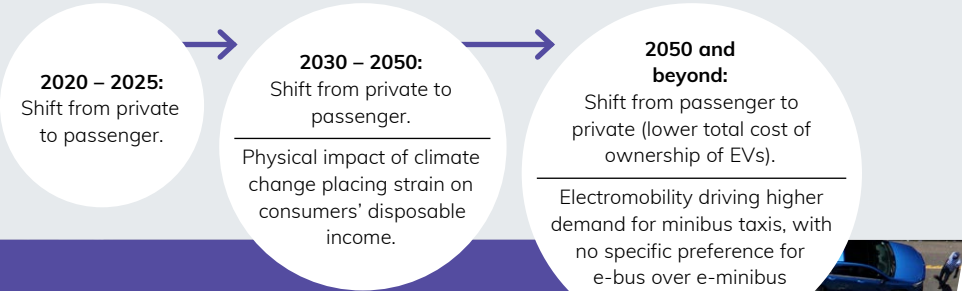 2020 – 2025:
Shift from private
to passenger.
2030 – 2050:
Shift from private to
passenger.
Physical impact of climate
change placing strain on
consumers’ disposable
income.
2050 and
beyond:
Shift from passenger to
private (lower total cost of
ownership of EVs).
Electromobility driving higher
demand for minibus taxis, with
no specific preference for
e-bus over e-minibus